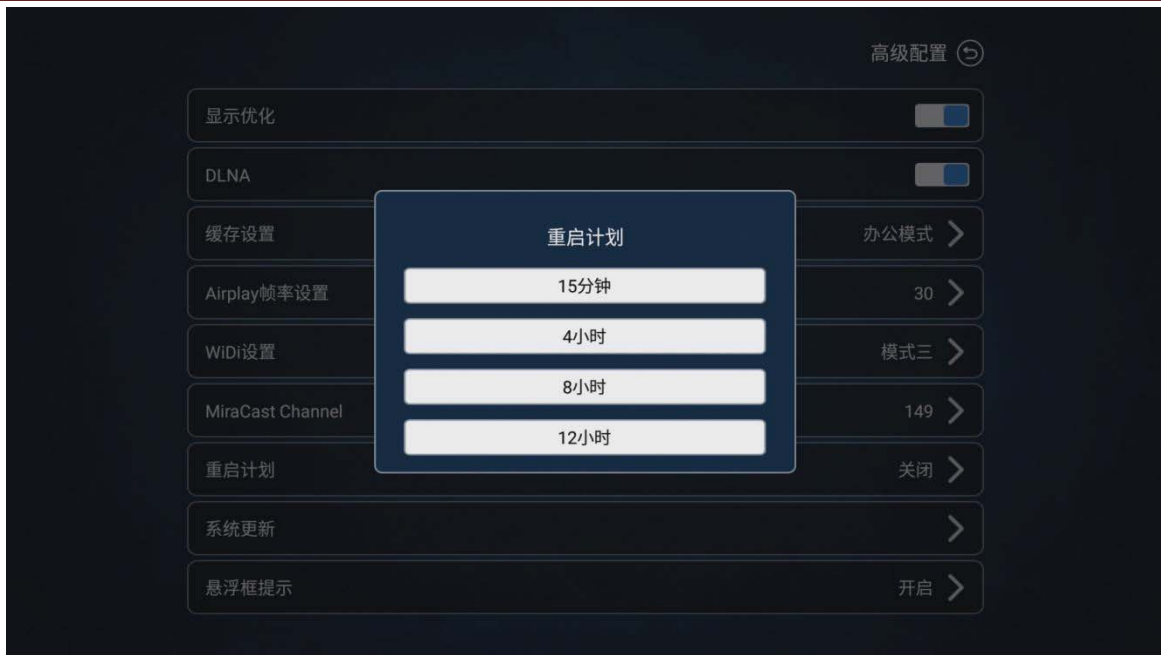 高级配置
显示优化
DLNA
缓存设置
办公模式
Airplay帧率设置
30
WiDi设置
模式三
MiraCast Channel
149
重启计划
关闭
系统更新
悬浮框提示
开启
重启计划
15分钟
4小时
8小时
12小时